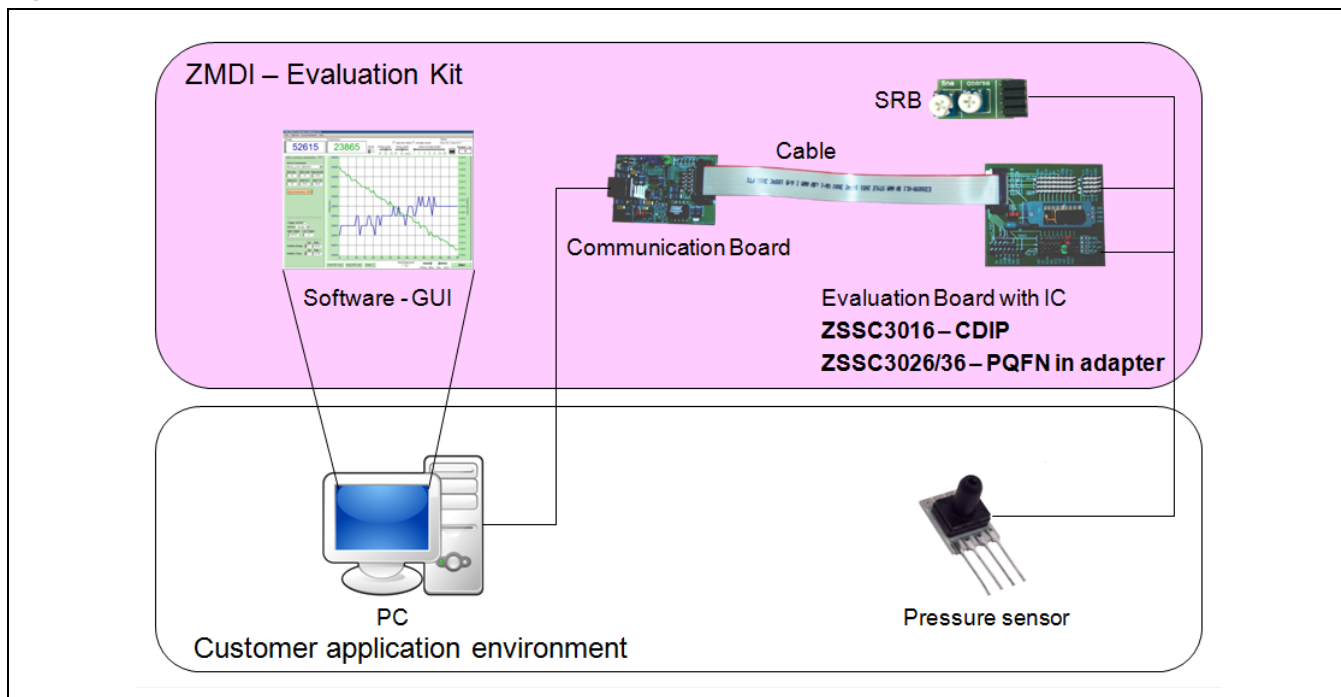 ZMDI – Evaluation Kit
SRB
fine coarse
52615 23865
Cable
Communication Board
Software - GUI
Evaluation Board with IC
ZSSC3016 – CDIP
ZSSC3026/36 – PQFN in adapter
PC
Pressure sensor
Customer application environment